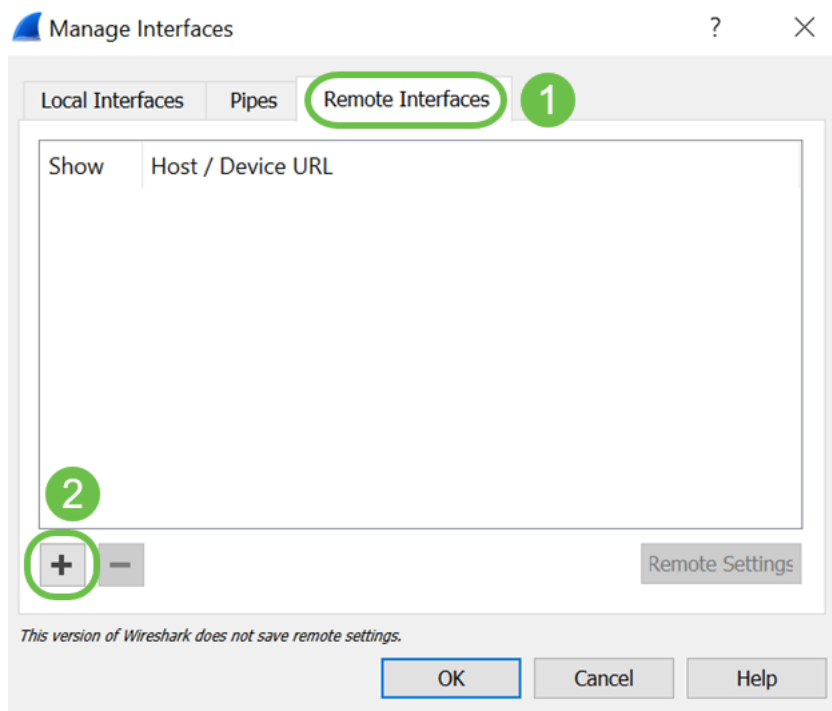 Manage Interfaces ? ×
Local Interfaces Pipes Remote Interfaces 1
Show Host / Device URL
2
+ − Remote Settings
This version of Wireshark does not save remote settings.
OK Cancel Help